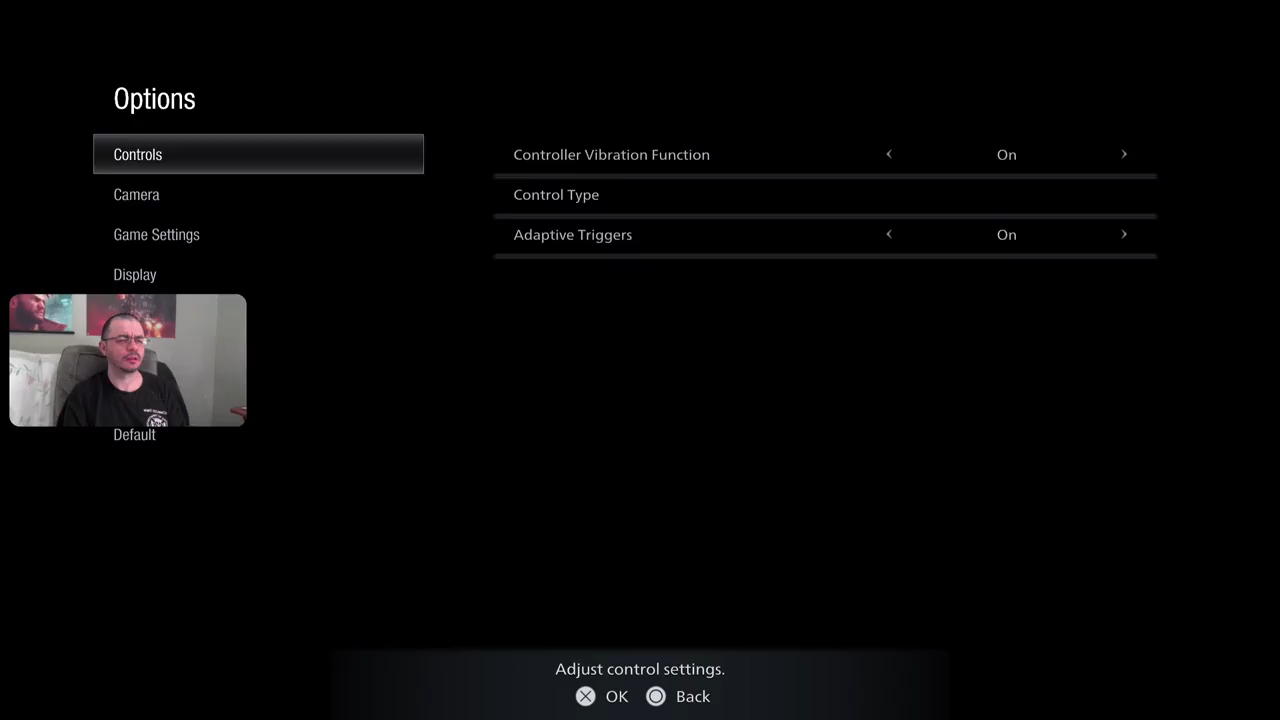 Options
Controls
Controller Vibration Function
On
Camera
Control Type
Game Settings
Adaptive Triggers
On
Display
Default
Adjust control settings.
OK
Back